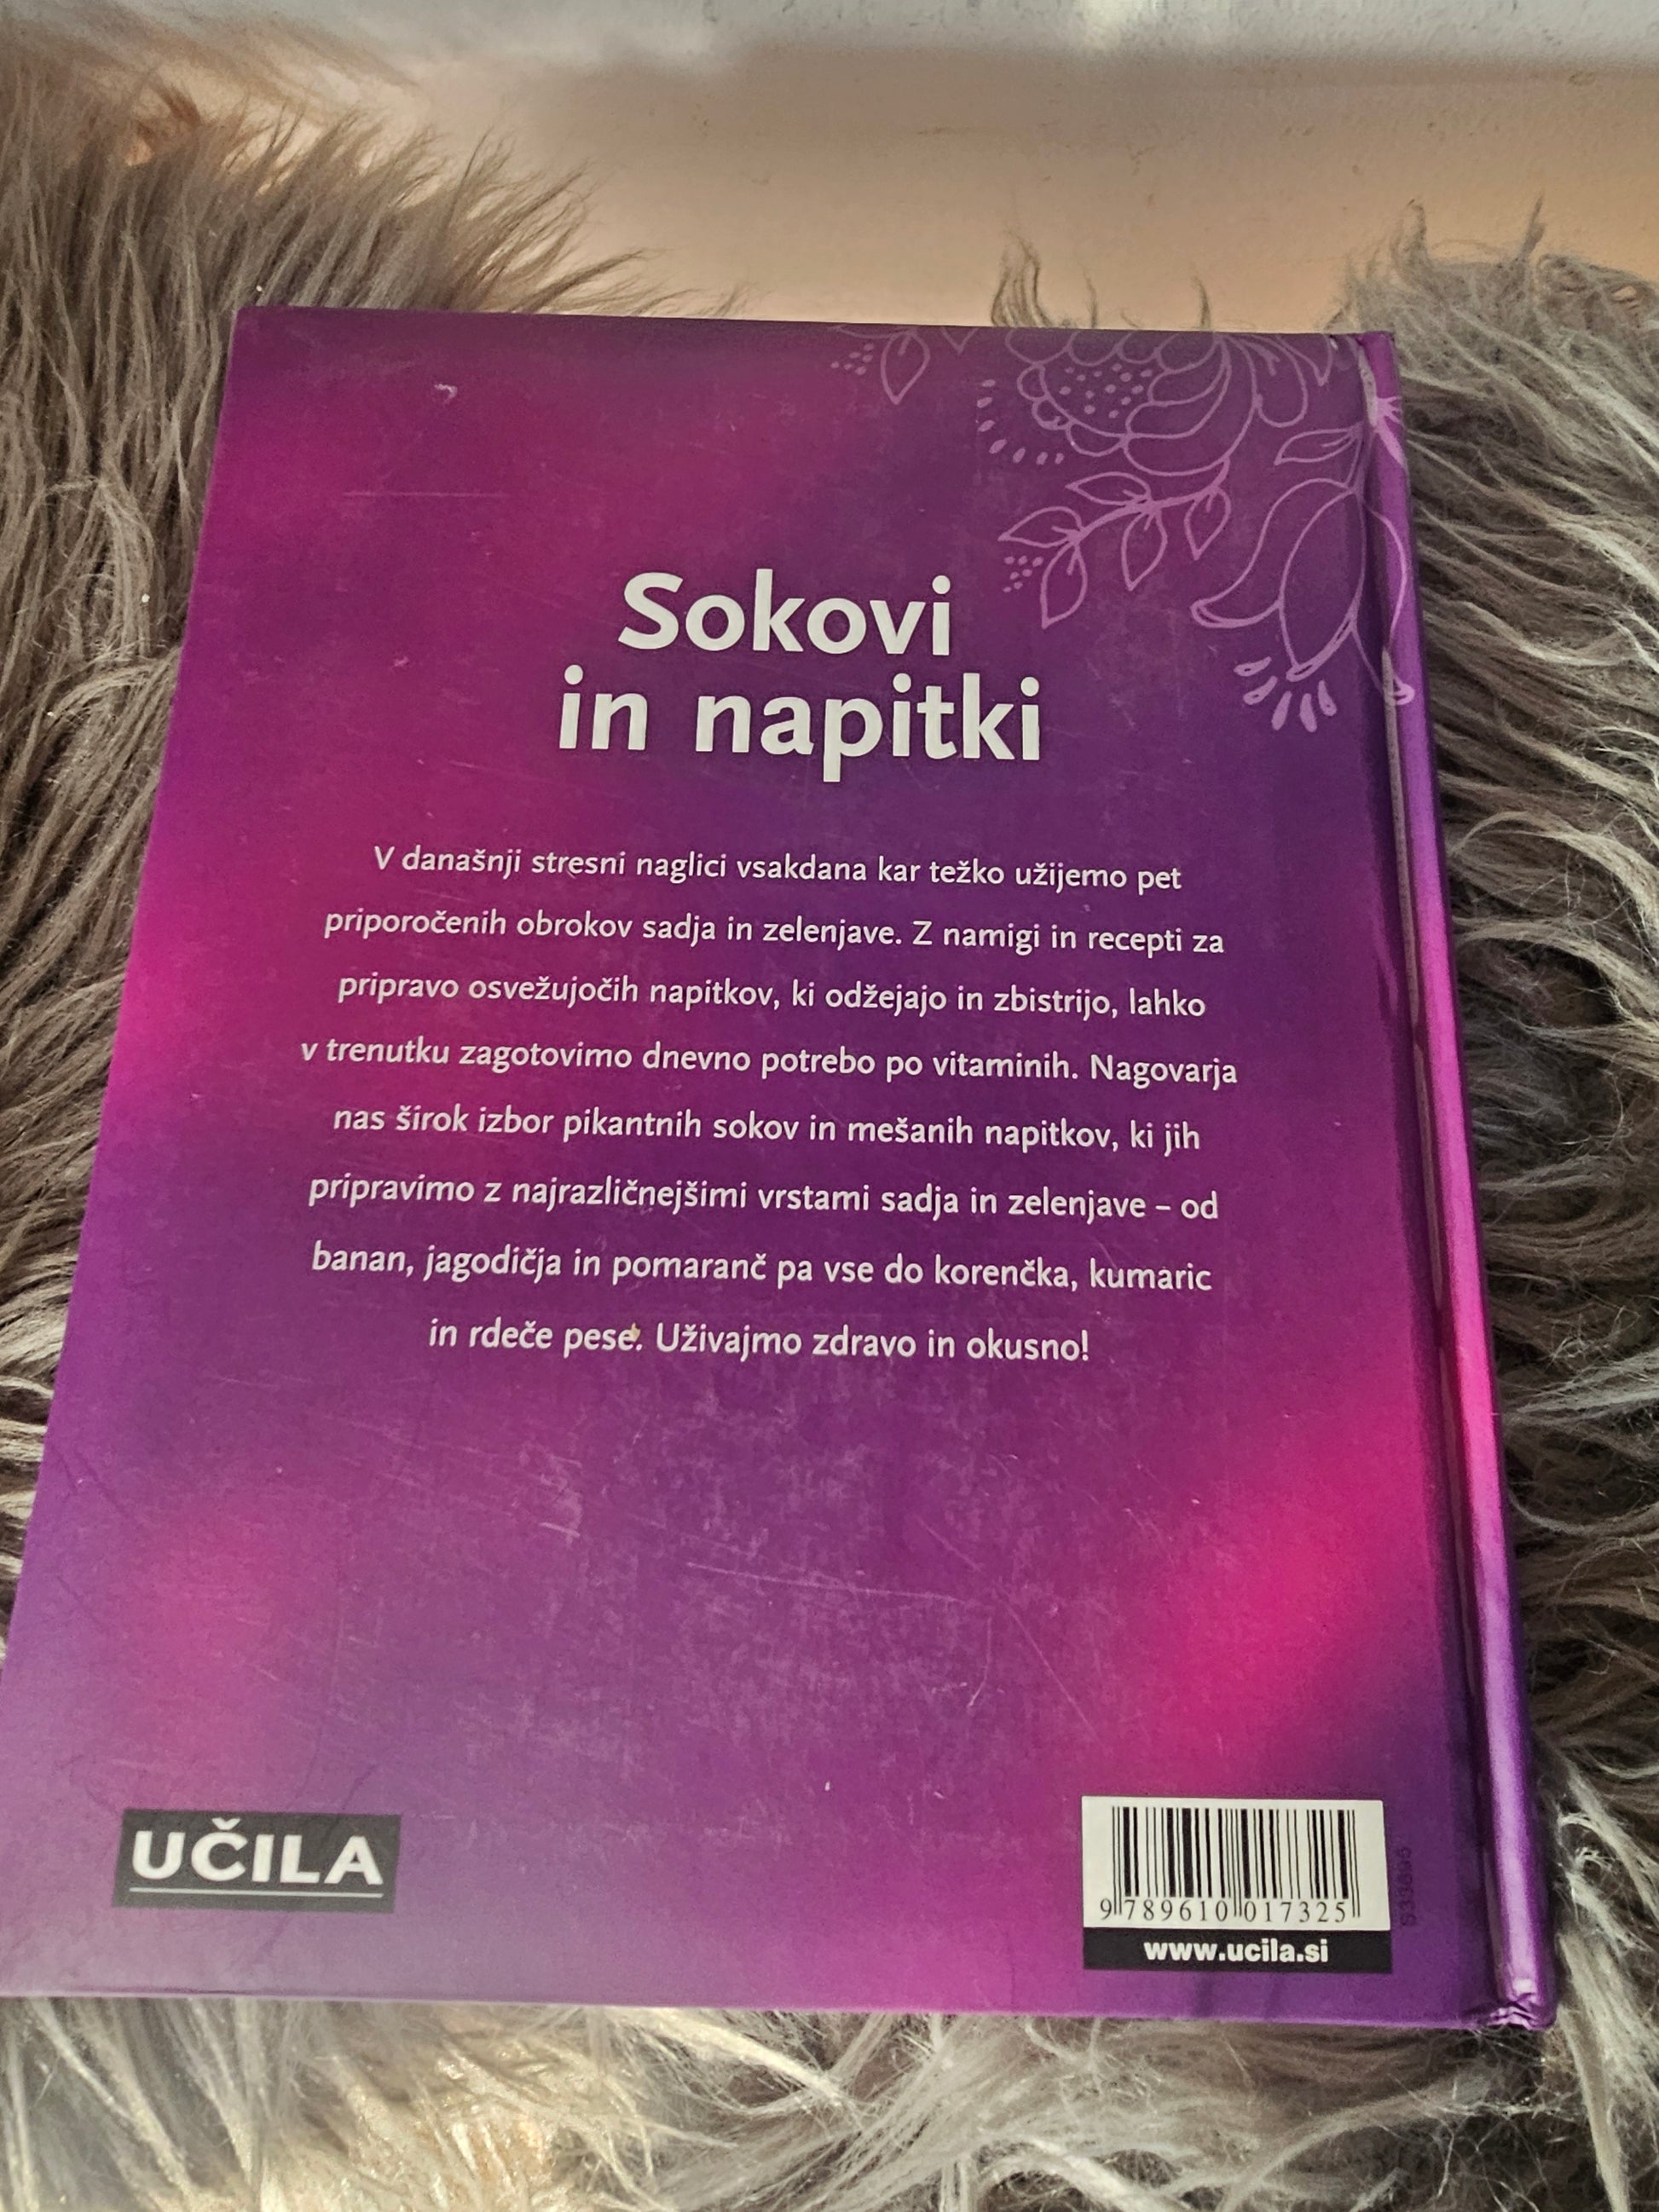 Sokovi
in napitki
V današnji stresni naglici vsakdana kar težko užijemo pet
priporočenih obrokov sadja in zelenjave. Z namigi in recepti za
pripravo osvežujočih napitkov, ki odžejajo in zbistrijo, lahko
v trenutku zagotovimo dnevno potrebo po vitaminih. Nagovarja
nas širok izbor pikantnih sokov in mešanih napitkov, ki jih
pripravimo z najrazličnejšimi vrstami sadja in zelenjave – od
banan, jagodičja in pomaranč pa vse do korenčka, kumaric
in rdeče pese. Uživajmo zdravo in okusno!
UČILA
9 789610 017325
www.ucila.si